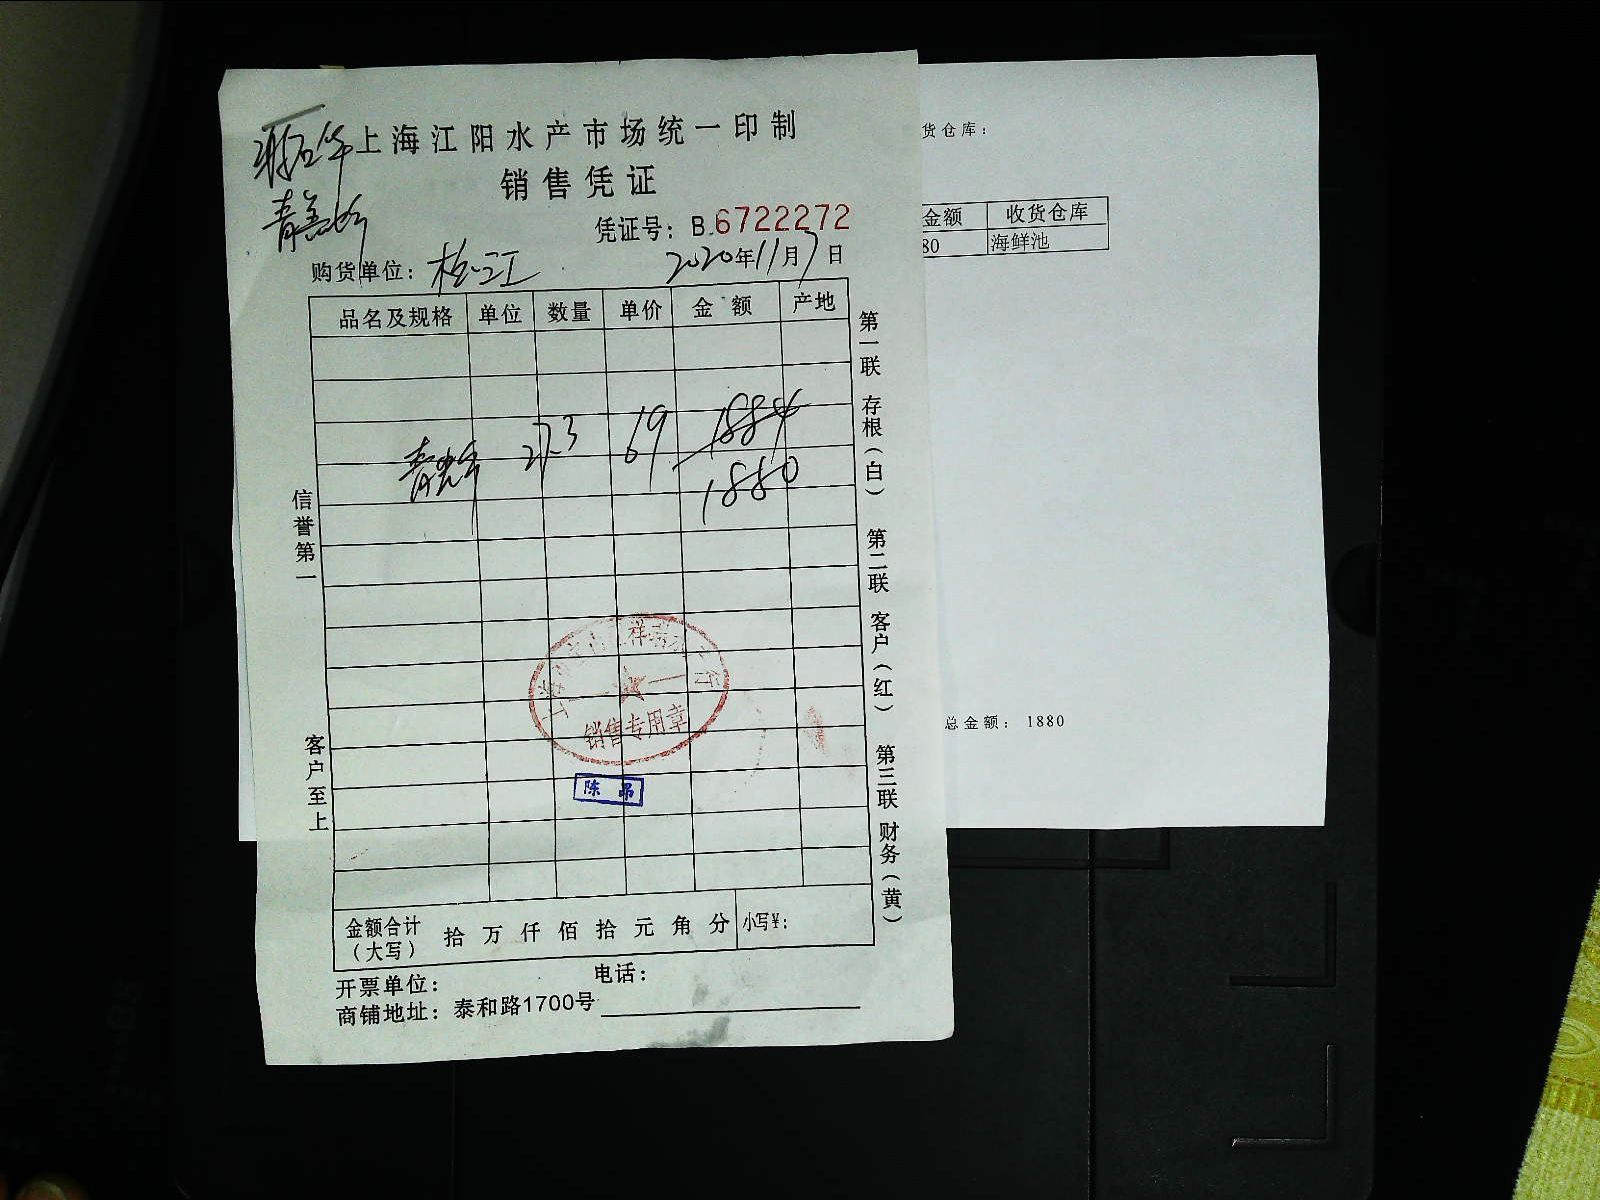 上海江阳水产市场统一印制
销售凭证
凭证号：B.6722272
购货单位：松江 2020年11月7日
品名及规格 单位 数量 单价 金额 产地
27.3 69 1884
1880
信誉第一
客户至上
第一联 存根（白） 第二联 客户（红） 第三联 财务（黄）
销售专用章
陈
金额合计（大写） 拾 万 仟 佰 拾 元 角 分 小写¥：
开票单位： 电话：
商铺地址：泰和路1700号
货仓库：
金额 收货仓库
80 海鲜池
总金额：1880